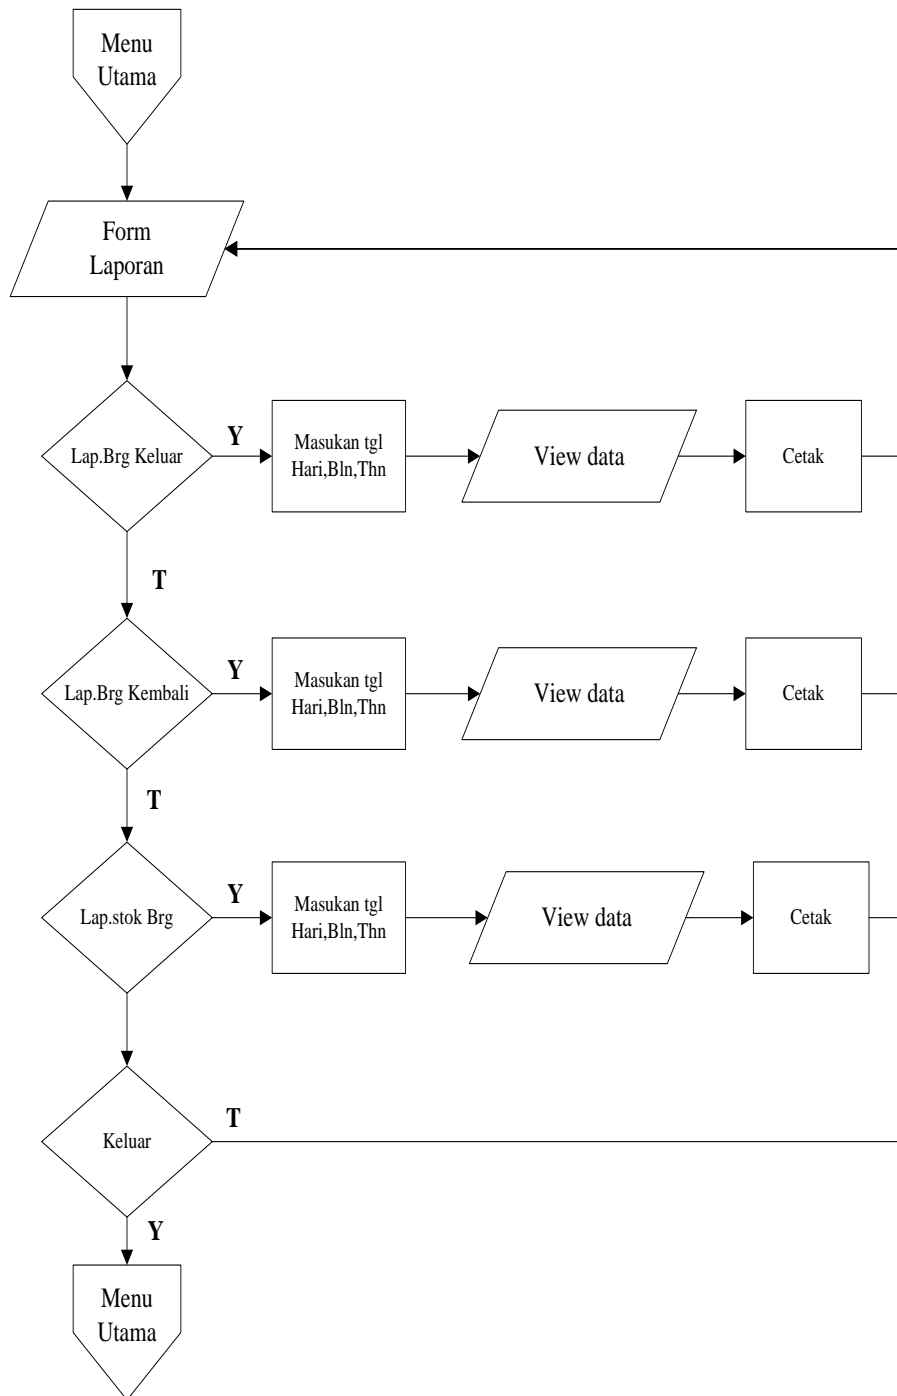 Menu
Utama
Form
Laporan
Lap.Brg Keluar
Y
Masukan tgl
Hari,Bln,Thn
View data
Cetak
T
Lap.Brg Kembali
Y
Masukan tgl
Hari,Bln,Thn
View data
Cetak
T
Lap.stok Brg
Y
Masukan tgl
Hari,Bln,Thn
View data
Cetak
Keluar
T
Y
Menu
Utama